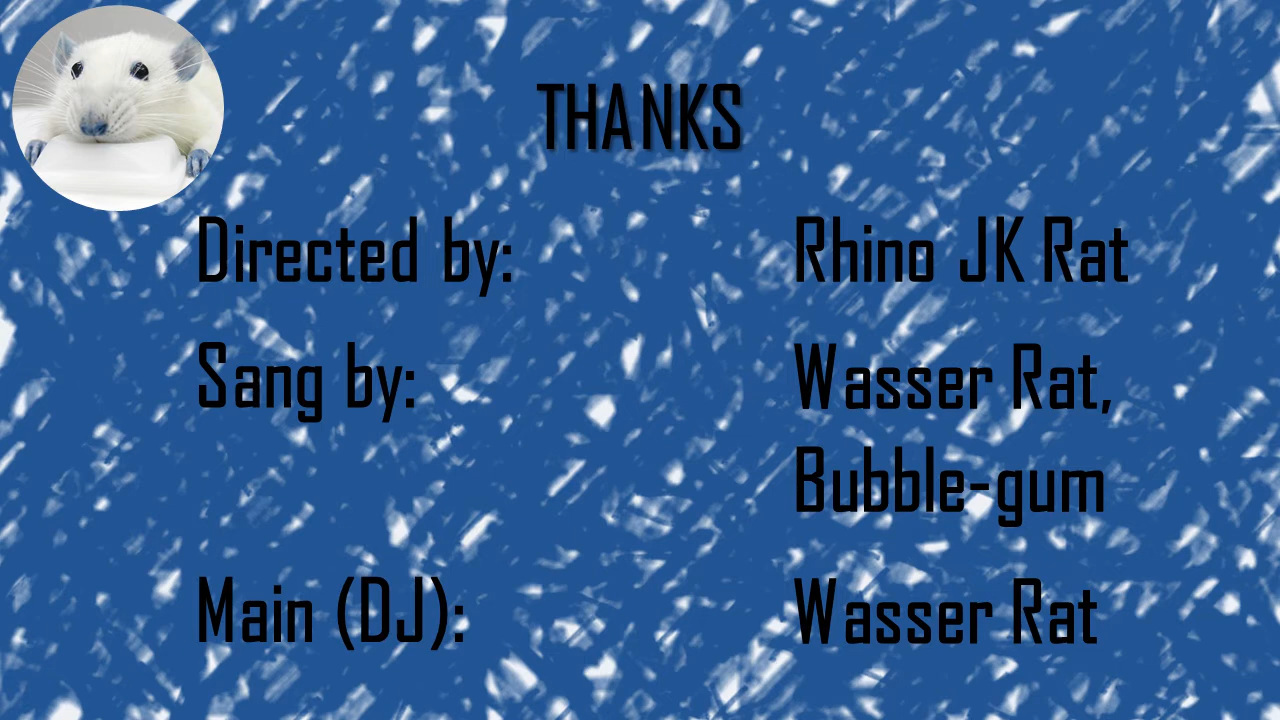 THANKS
Directed by: Rhino JK Rat
Sang by: Wasser Rat,
Bubble-gum
Main (DJ): Wasser Rat